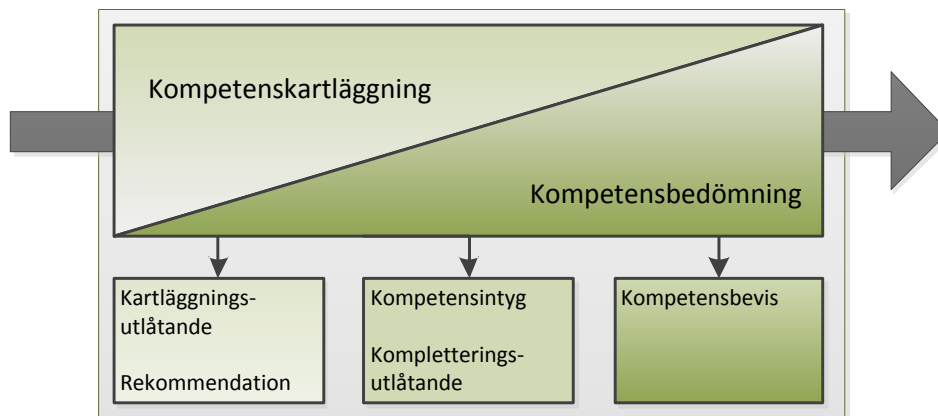 Kompetenskartläggning
Kompetensbedömning
Kartläggnings-
utlåtande
Rekommendation
Kompetensintyg
Kompletterings-
utlåtande
Kompetensbevis